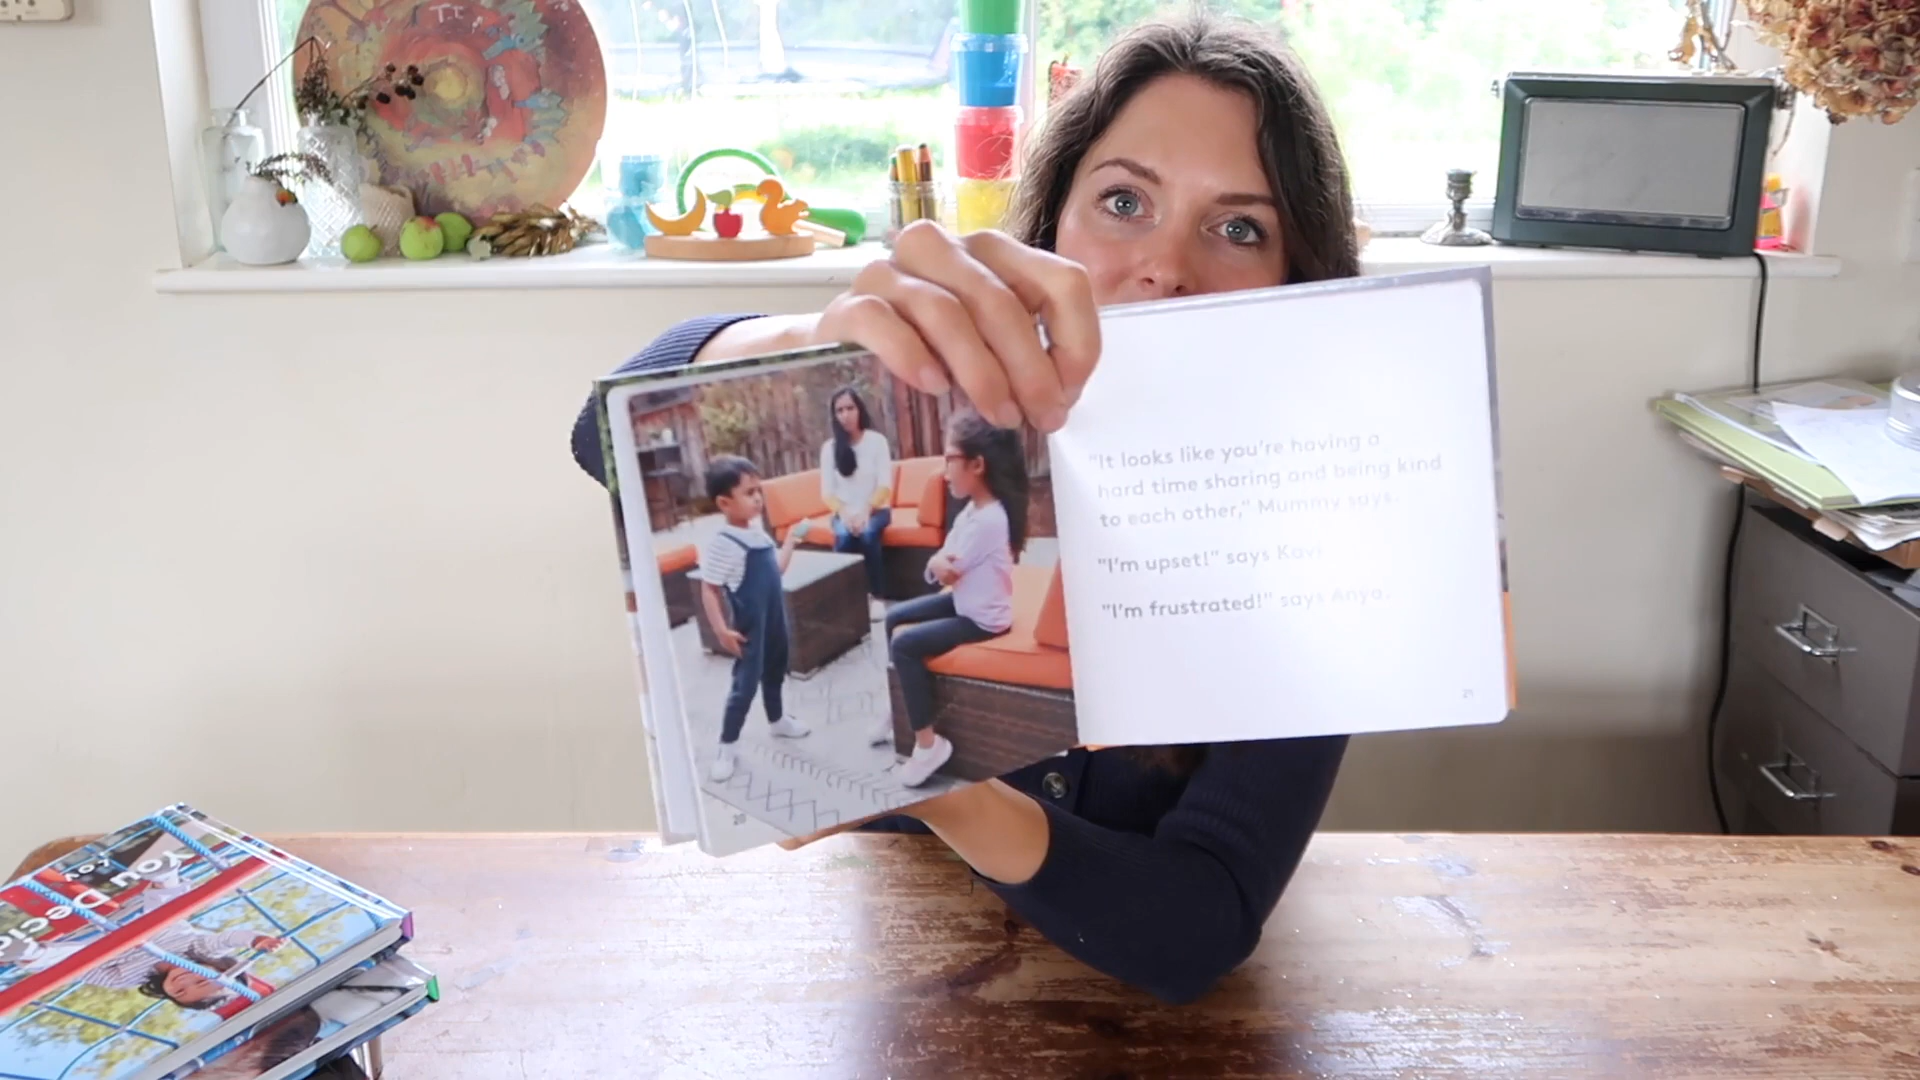 "It looks like you're having a
hard time sharing and being kind
to each other," Mummy says.
"I'm upset!" says Kavi.
"I'm frustrated!" says Anya.
20
21
You Decide